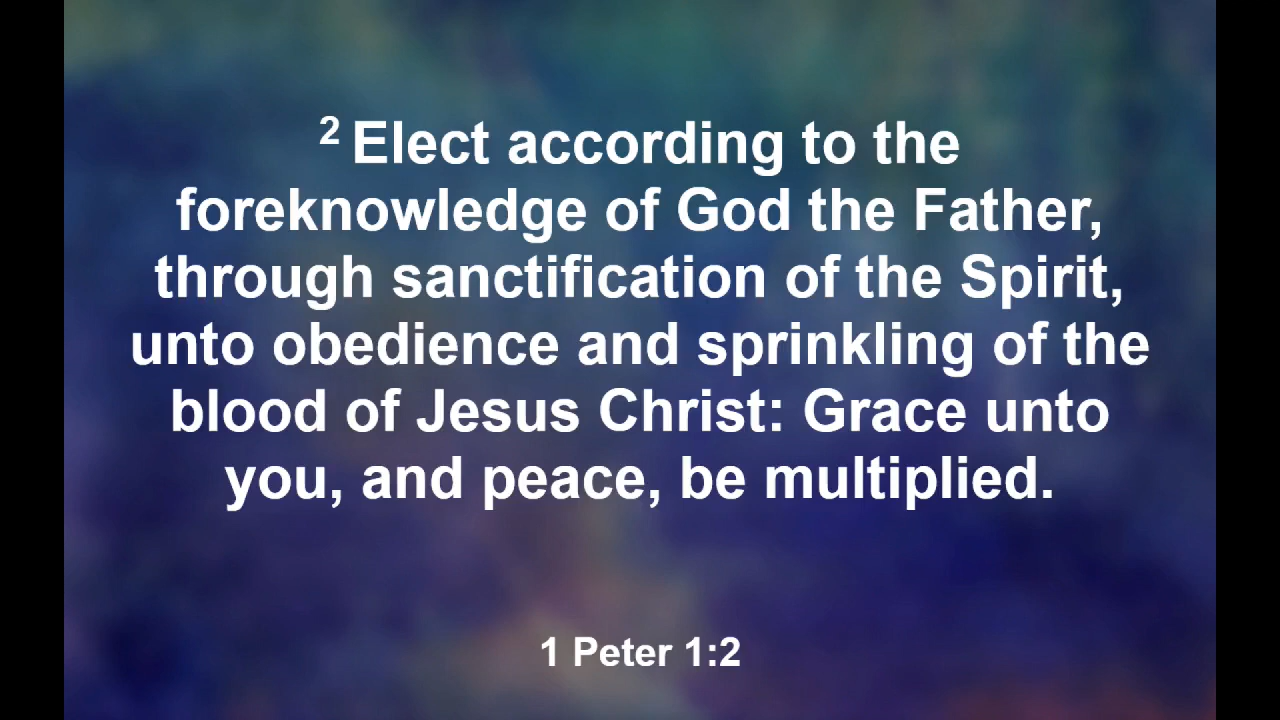 2 Elect according to the
foreknowledge of God the Father,
through sanctification of the Spirit,
unto obedience and sprinkling of the
blood of Jesus Christ: Grace unto
you, and peace, be multiplied.
1 Peter 1:2